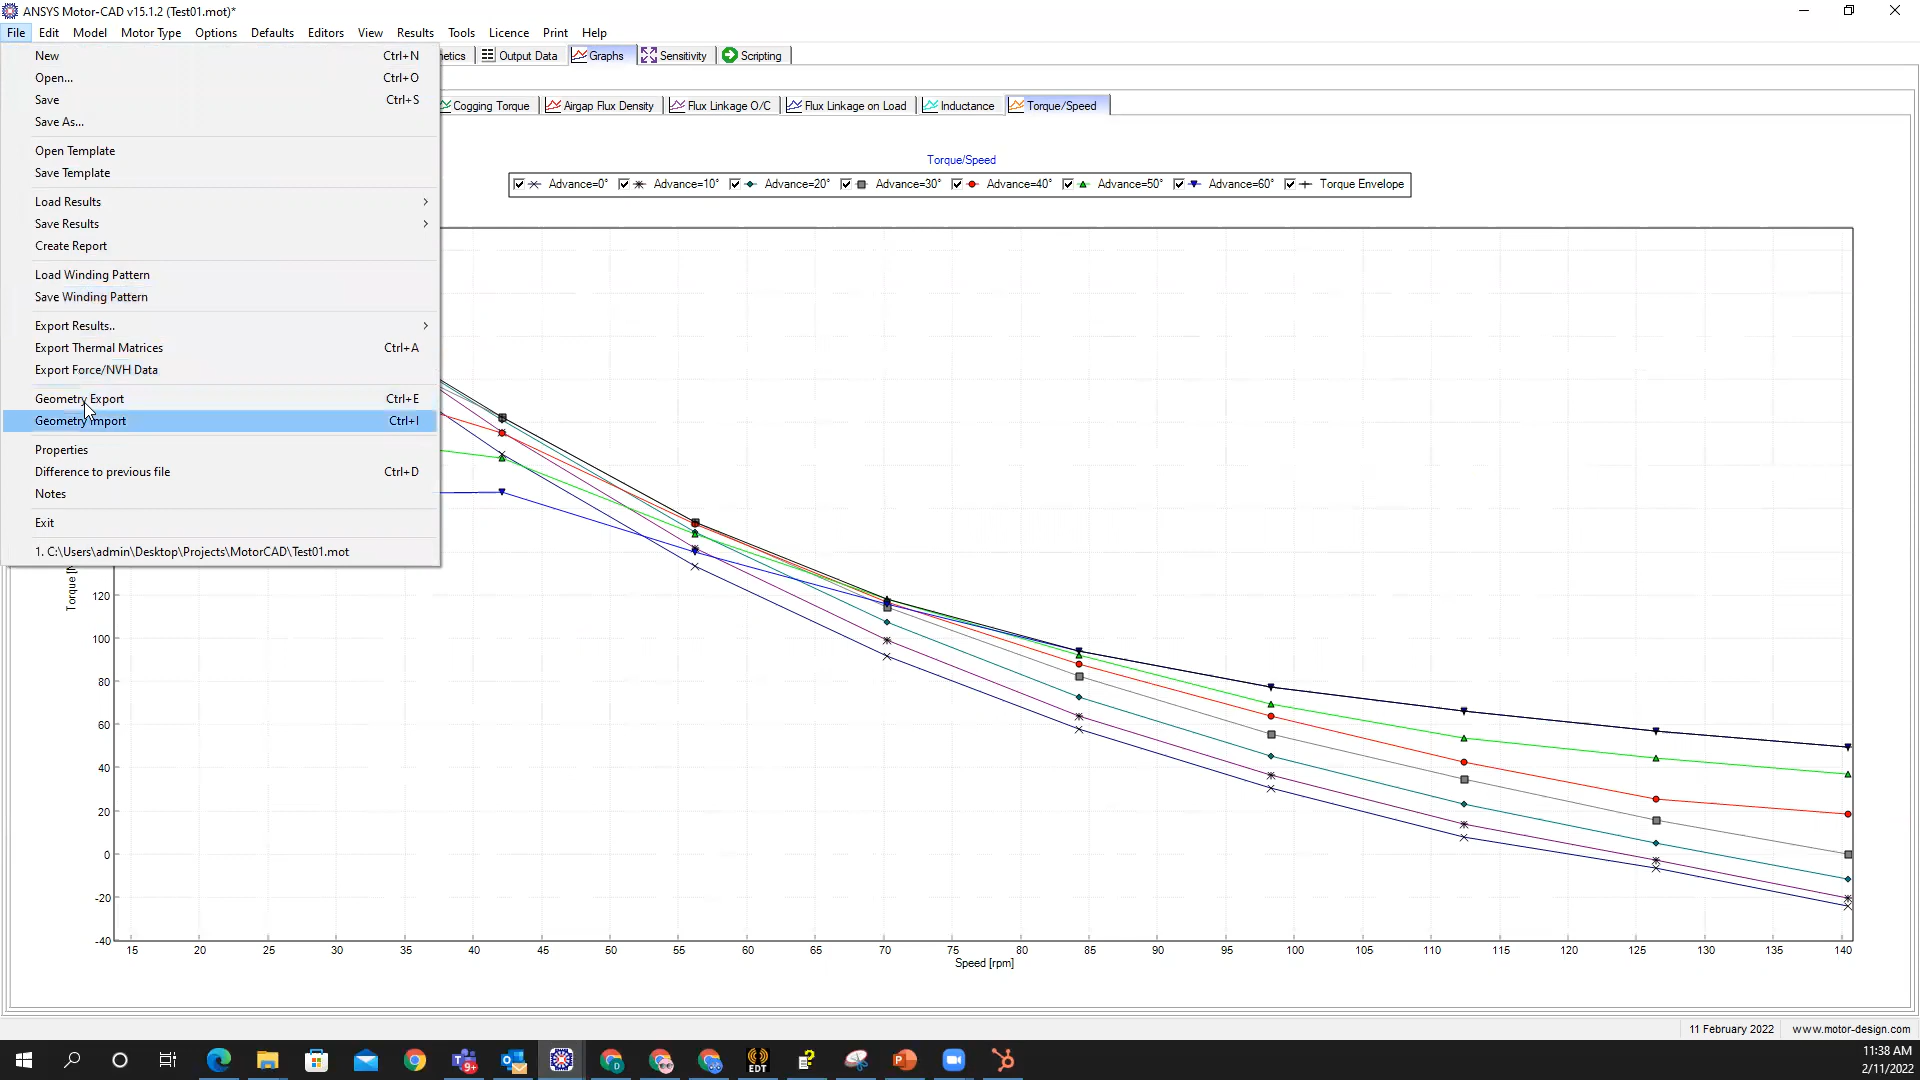 ANSYS Motor-CAD v15.1.2 (Test01.mot)*
File Edit Model Motor Type Options Defaults Editors View Results Tools Licence Print Help
New Ctrl+N
netics Output Data Graphs Sensitivity Scripting
Open... Ctrl+O
Save Ctrl+S
Cogging Torque Airgap Flux Density Flux Linkage O/C Flux Linkage on Load Inductance Torque/Speed
Save As...
Open Template
Save Template
Torque/Speed
Advance=0° Advance=10° Advance=20° Advance=30° Advance=40° Advance=50° Advance=60° Torque Envelope
Load Results
Save Results
Create Report
Load Winding Pattern
Save Winding Pattern
Export Results..
Export Thermal Matrices Ctrl+A
Export Force/NVH Data
Geometry Export Ctrl+E
Geometry Import Ctrl+I
Properties
Difference to previous file Ctrl+D
Notes
Exit
1. C:\Users\admin\Desktop\Projects\MotorCAD\Test01.mot
120
100
80
60
40
20
0
-20
-40
15 20 25 30 35 40 45 50 55 60 65 70 75 80 85 90 95 100 105 110 115 120 125 130 135 140
Speed [rpm]
11 February 2022 www.motor-design.com
9+
EDT
11:38 AM
2/11/2022